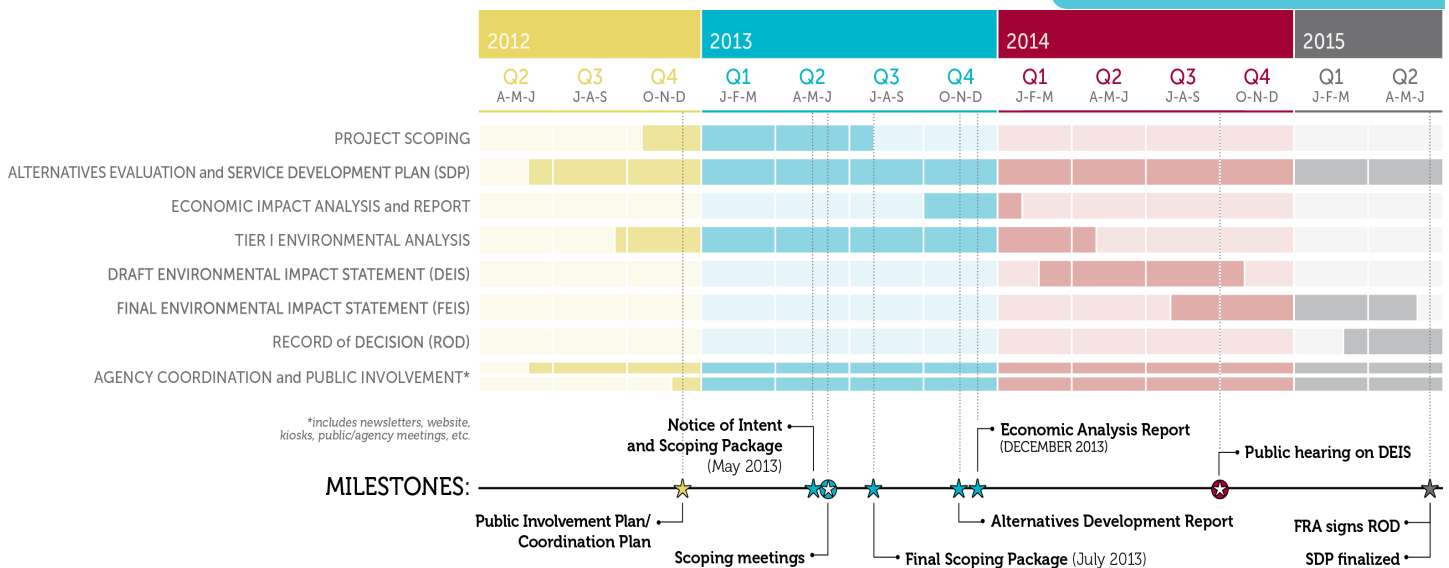 2012 2013 2014 2015
Q2 Q3 Q4 Q1 Q2 Q3 Q4 Q1 Q2 Q3 Q4 Q1 Q2
A-M-J J-A-S O-N-D J-F-M A-M-J J-A-S O-N-D J-F-M A-M-J J-A-S O-N-D J-F-M A-M-J
PROJECT SCOPING
ALTERNATIVES EVALUATION and SERVICE DEVELOPMENT PLAN (SDP)
ECONOMIC IMPACT ANALYSIS and REPORT
TIER I ENVIRONMENTAL ANALYSIS
DRAFT ENVIRONMENTAL IMPACT STATEMENT (DEIS)
FINAL ENVIRONMENTAL IMPACT STATEMENT (FEIS)
RECORD of DECISION (ROD)
AGENCY COORDINATION and PUBLIC INVOLVEMENT*
*includes newsletters, website,
kiosks, public/agency meetings, etc.
Notice of Intent
and Scoping Package
(May 2013)
Economic Analysis Report
(DECEMBER 2013)
Public hearing on DEIS
MILESTONES:
Public Involvement Plan/
Coordination Plan
Scoping meetings
Final Scoping Package (July 2013)
Alternatives Development Report
FRA signs ROD
SDP finalized